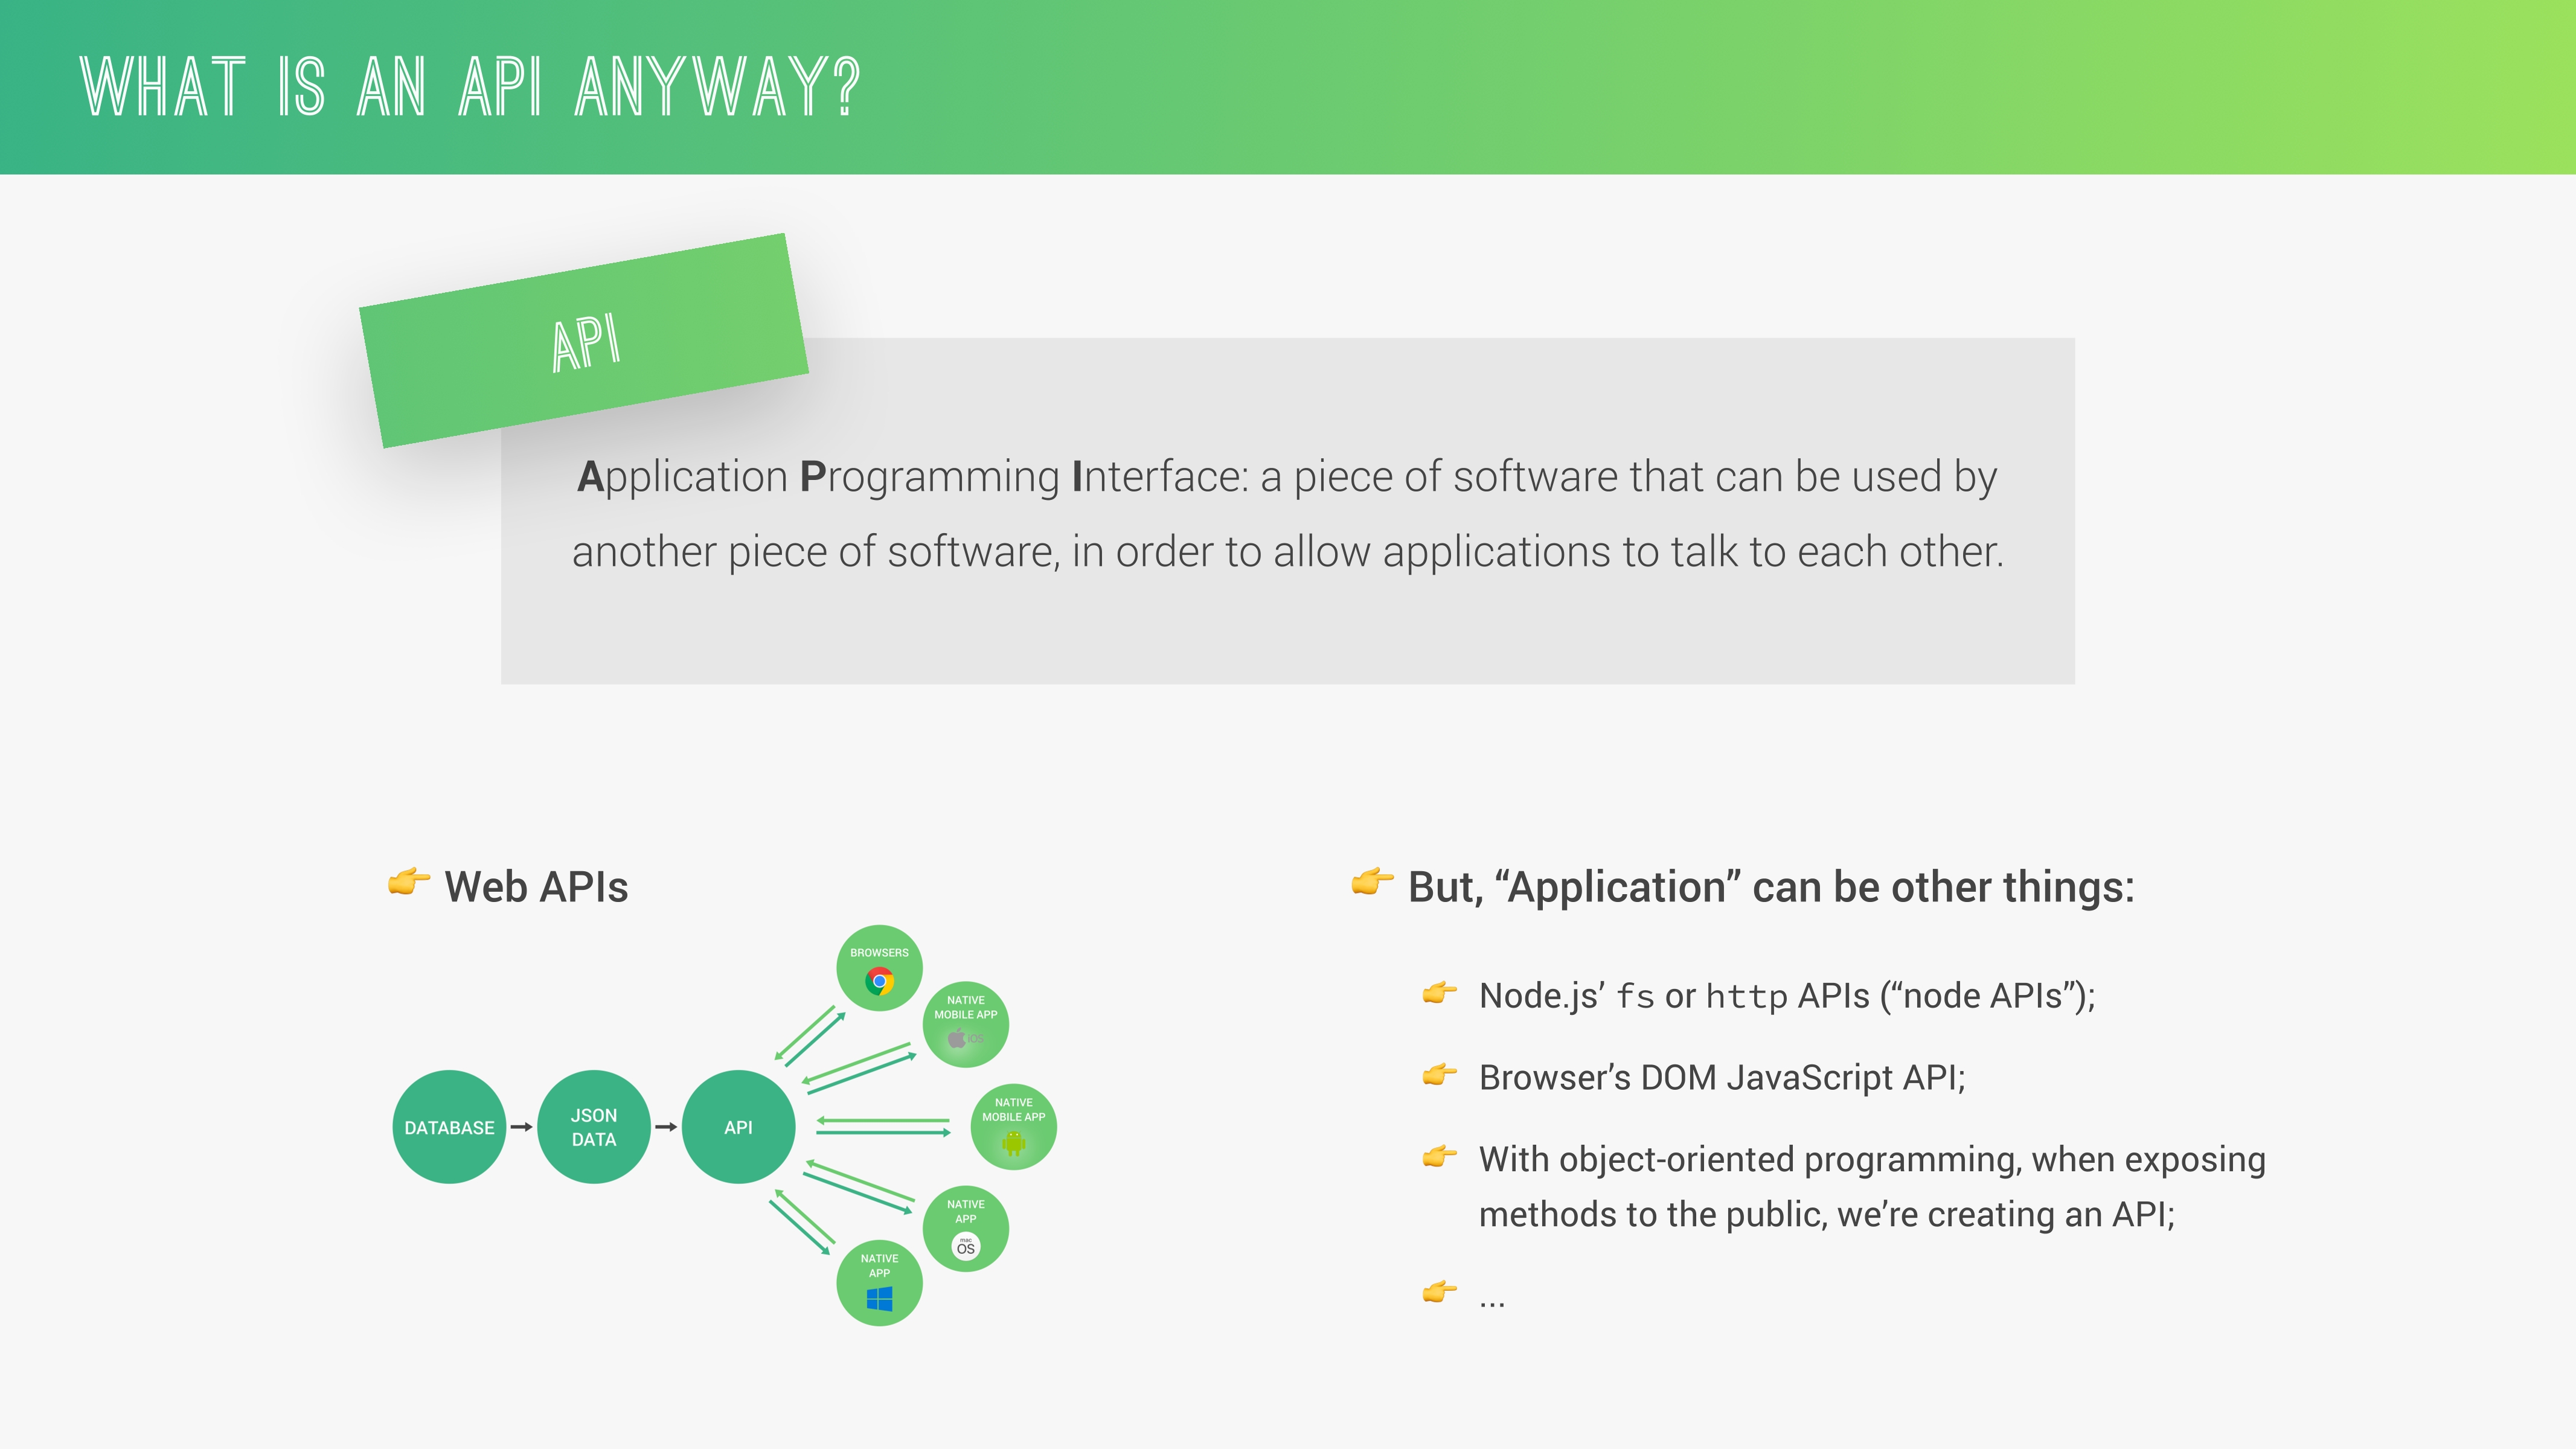 WHAT IS AN API ANYWAY?
API
Application Programming Interface: a piece of software that can be used by
another piece of software, in order to allow applications to talk to each other.
👉 Web APIs
BROWSERS
NATIVE
MOBILE APP
iOS
NATIVE
MOBILE APP
DATABASE
JSON
DATA
API
NATIVE
APP
mac
OS
NATIVE
APP
👉 But, “Application” can be other things:
👉 Node.js’ fs or http APIs (“node APIs”);
👉 Browser’s DOM JavaScript API;
👉 With object-oriented programming, when exposing
methods to the public, we’re creating an API;
👉 ...